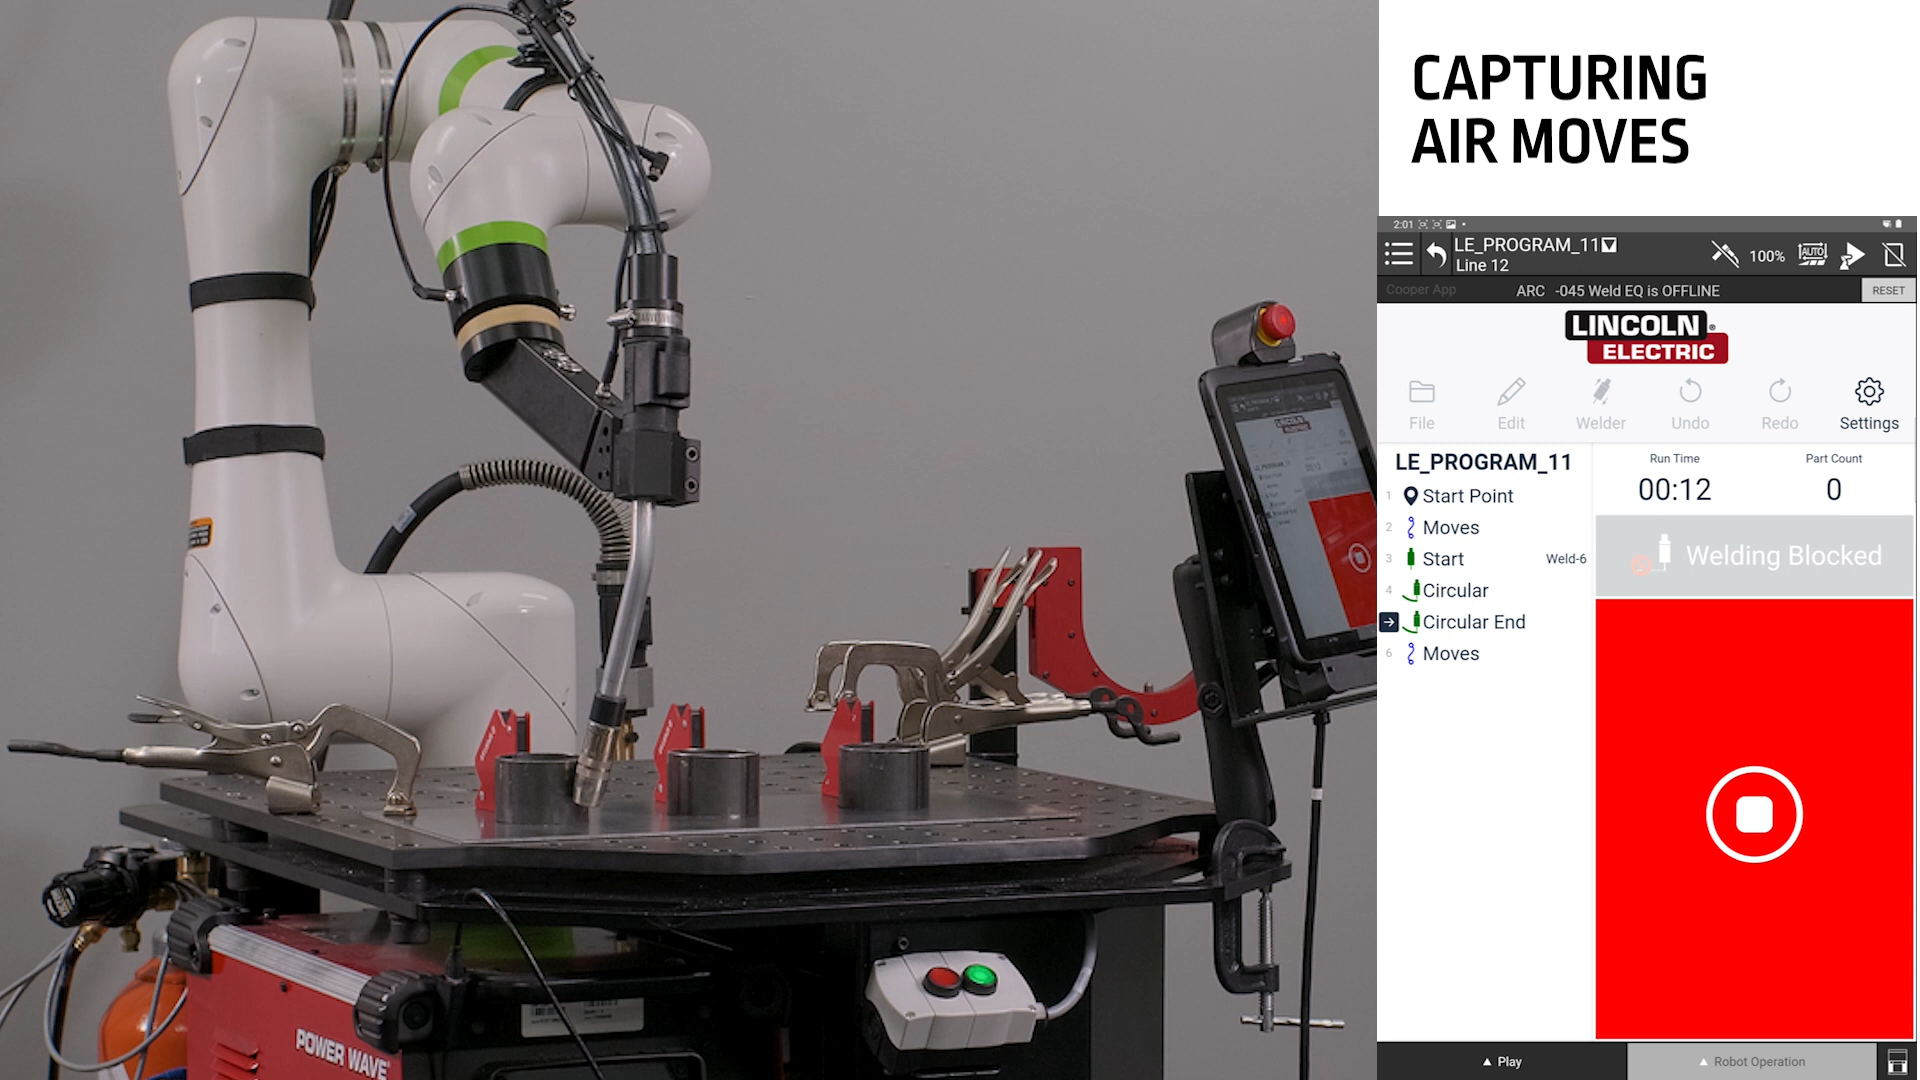 CAPTURING
AIR MOVES
2:01
LE_PROGRAM_11
Line 12
100%
AUTO
Cooper App
ARC -045 Weld EQ is OFFLINE
RESET
LINCOLN ®
ELECTRIC
File
Edit
Welder
Undo
Redo
Settings
LE_PROGRAM_11
1 Start Point
2 Moves
3 Start Weld-6
4 Circular
Circular End
6 Moves
Run Time
00:12
Part Count
0
Welding Blocked
Play
Robot Operation
POWER WAVE